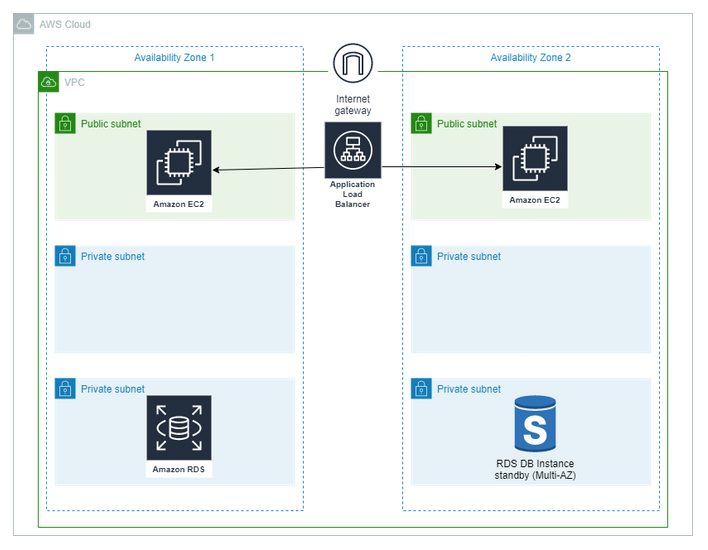 AWS Cloud
Availability Zone 1
Availability Zone 2
VPC
Internet
gateway
Public subnet
Public subnet
Amazon EC2
Application
Load
Balancer
Amazon EC2
Private subnet
Private subnet
Private subnet
Private subnet
Amazon RDS
S
RDS DB Instance
standby (Multi-AZ)